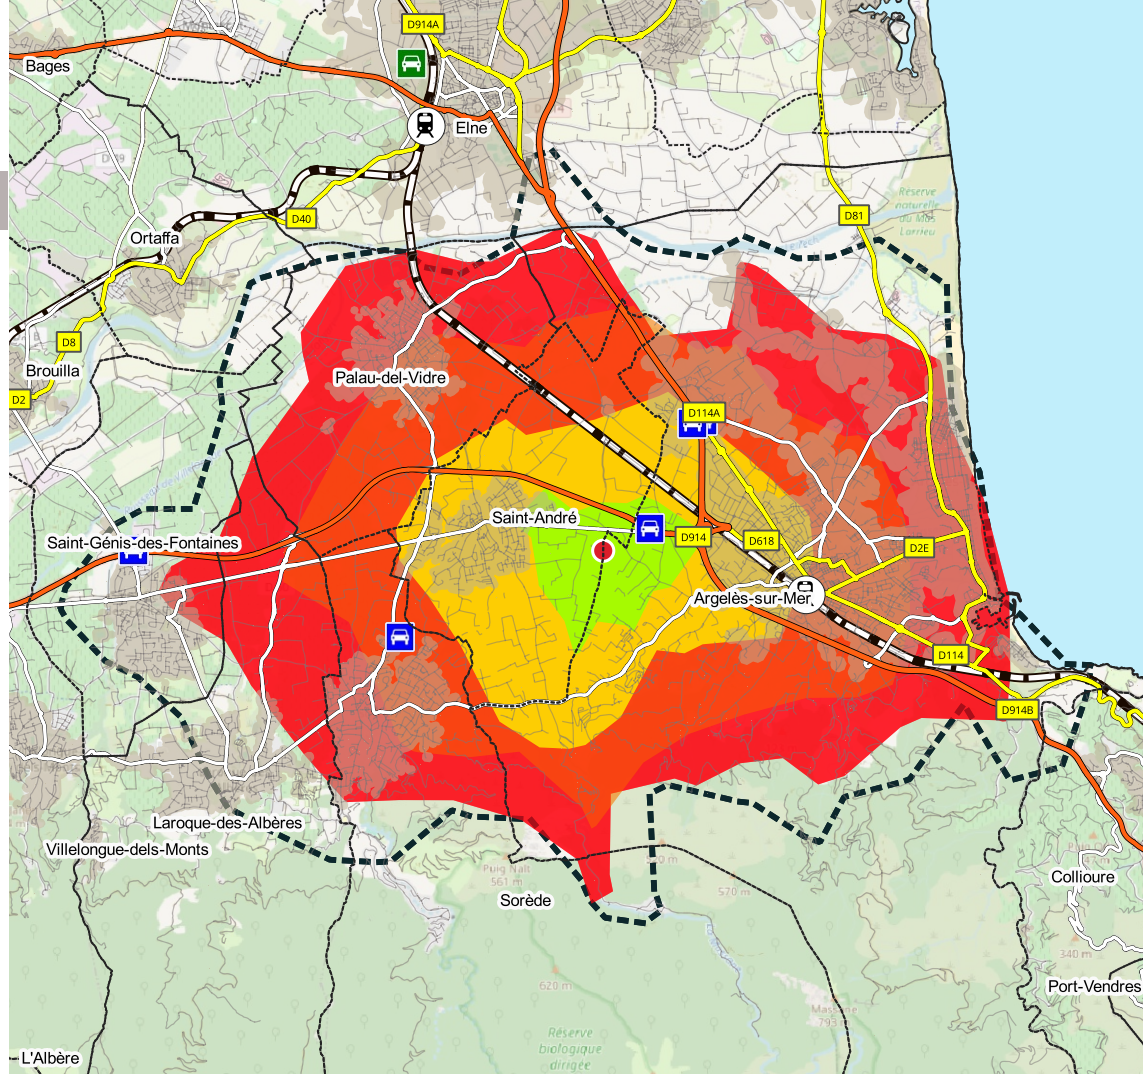 D914A
Bages
Elne
Réserve
naturelle
du Mas
Larrieu
D40
D81
Ortaffa
D8
Brouilla
D2
Palau-del-Vidre
D114A
Saint-André
D914
D618
Saint-Génis-des-Fontaines
D2E
Argelès-sur-Mer
D114
D914B
Laroque-des-Albères
Villelongue-dels-Monts
Puig Naft
561 m
570 m
Collioure
Sorède
340 m
620 m
Port-Vendres
793 m
Réserve
biologique
dirigée
L'Albère